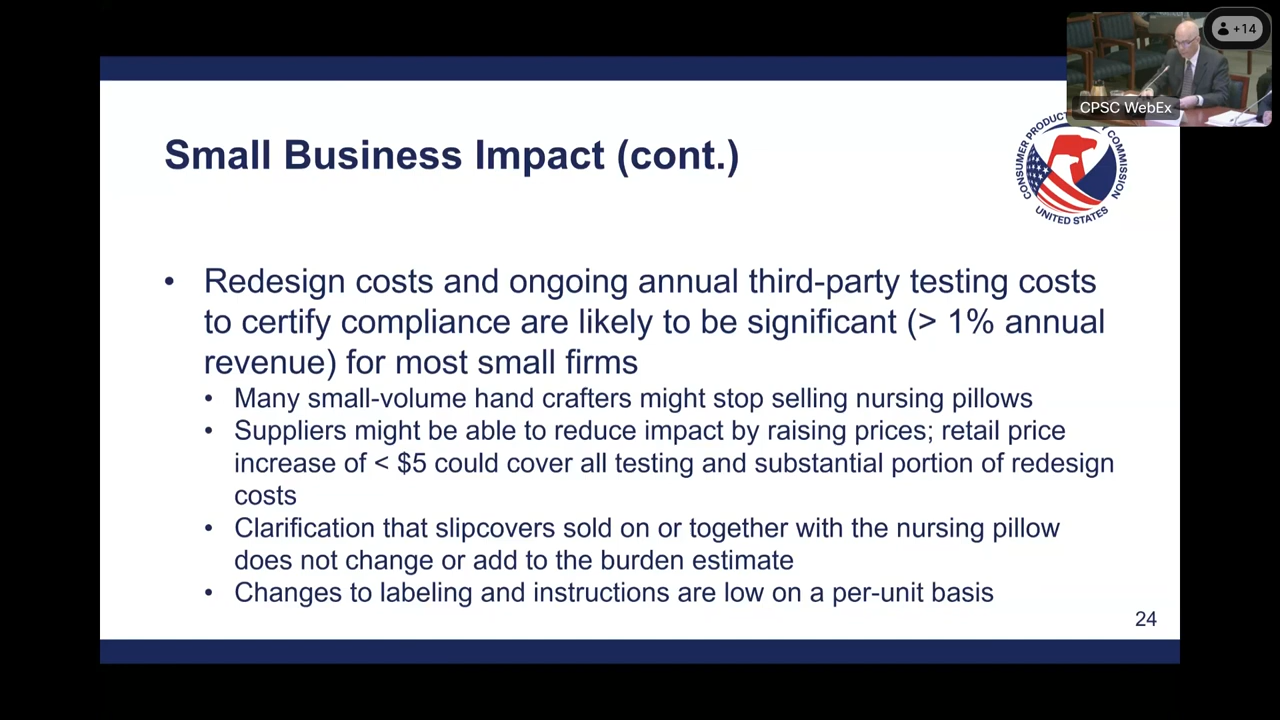 +14
CPSC WebEx
Small Business Impact (cont.)
CONSUMER PRODUCT COMMISSION
UNITED STATES
• Redesign costs and ongoing annual third-party testing costs
to certify compliance are likely to be significant (> 1% annual
revenue) for most small firms
• Many small-volume hand crafters might stop selling nursing pillows
• Suppliers might be able to reduce impact by raising prices; retail price
increase of < $5 could cover all testing and substantial portion of redesign
costs
• Clarification that slipcovers sold on or together with the nursing pillow
does not change or add to the burden estimate
• Changes to labeling and instructions are low on a per-unit basis
24